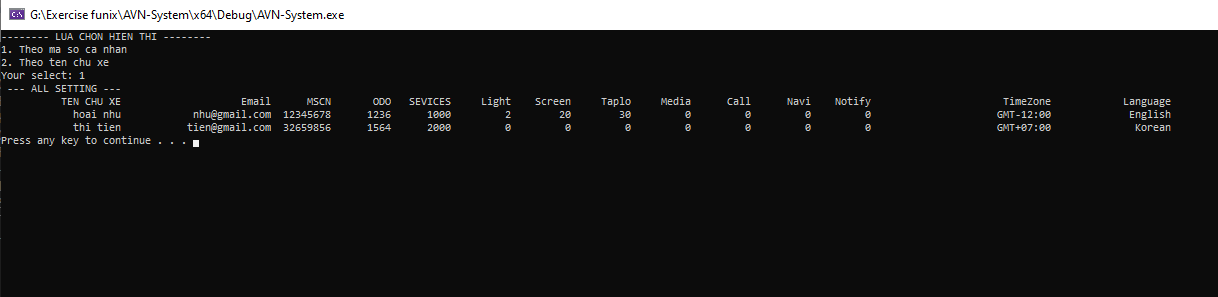 G:\Exercise funix\AVN-System\x64\Debug\AVN-System.exe
-------- LUA CHON HIEN THI --------
1. Theo ma so ca nhan
2. Theo ten chu xe
Your select: 1
--- ALL SETTING ---
TEN CHU XE Email MSCN ODO SEVICES Light Screen Taplo Media Call Navi Notify TimeZone Language
hoai nhu nhu@gmail.com 12345678 1236 1000 2 20 30 0 0 0 0 GMT-12:00 English
thi tien tien@gmail.com 32659856 1564 2000 0 0 0 0 0 0 0 GMT+07:00 Korean
Press any key to continue . . .